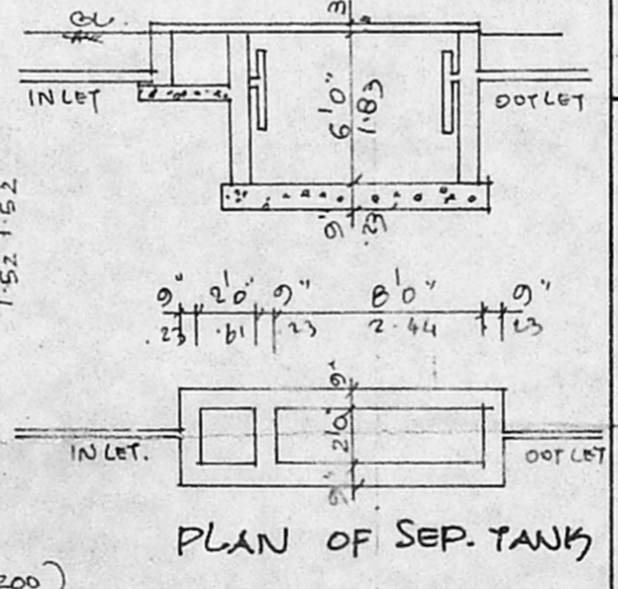 3
GL
INLET
6'0"
1.83
OUTLET
9"
.23
1.52 1.52
9" 2'0" 9" 8'0" 9"
.23 .61 .23 2.44 .23
9"
INLET.
2'0"
OUTLET
9"
PLAN OF SEP. TANK
200)